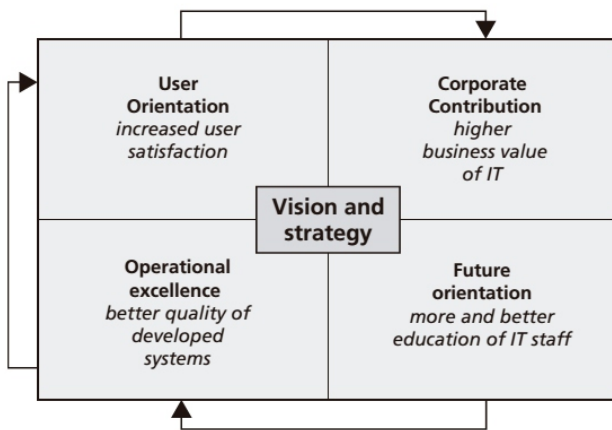 User
Orientation
increased user
satisfaction
Corporate
Contribution
higher
business value
of IT
Vision and
strategy
Operational
excellence
better quality of
developed
systems
Future
orientation
more and better
education of IT staff